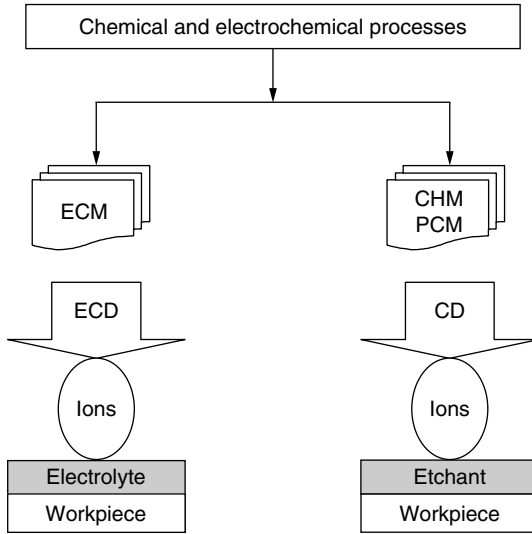 Chemical and electrochemical processes
ECM
CHM
PCM
ECD
CD
Ions
Ions
Electrolyte
Etchant
Workpiece
Workpiece